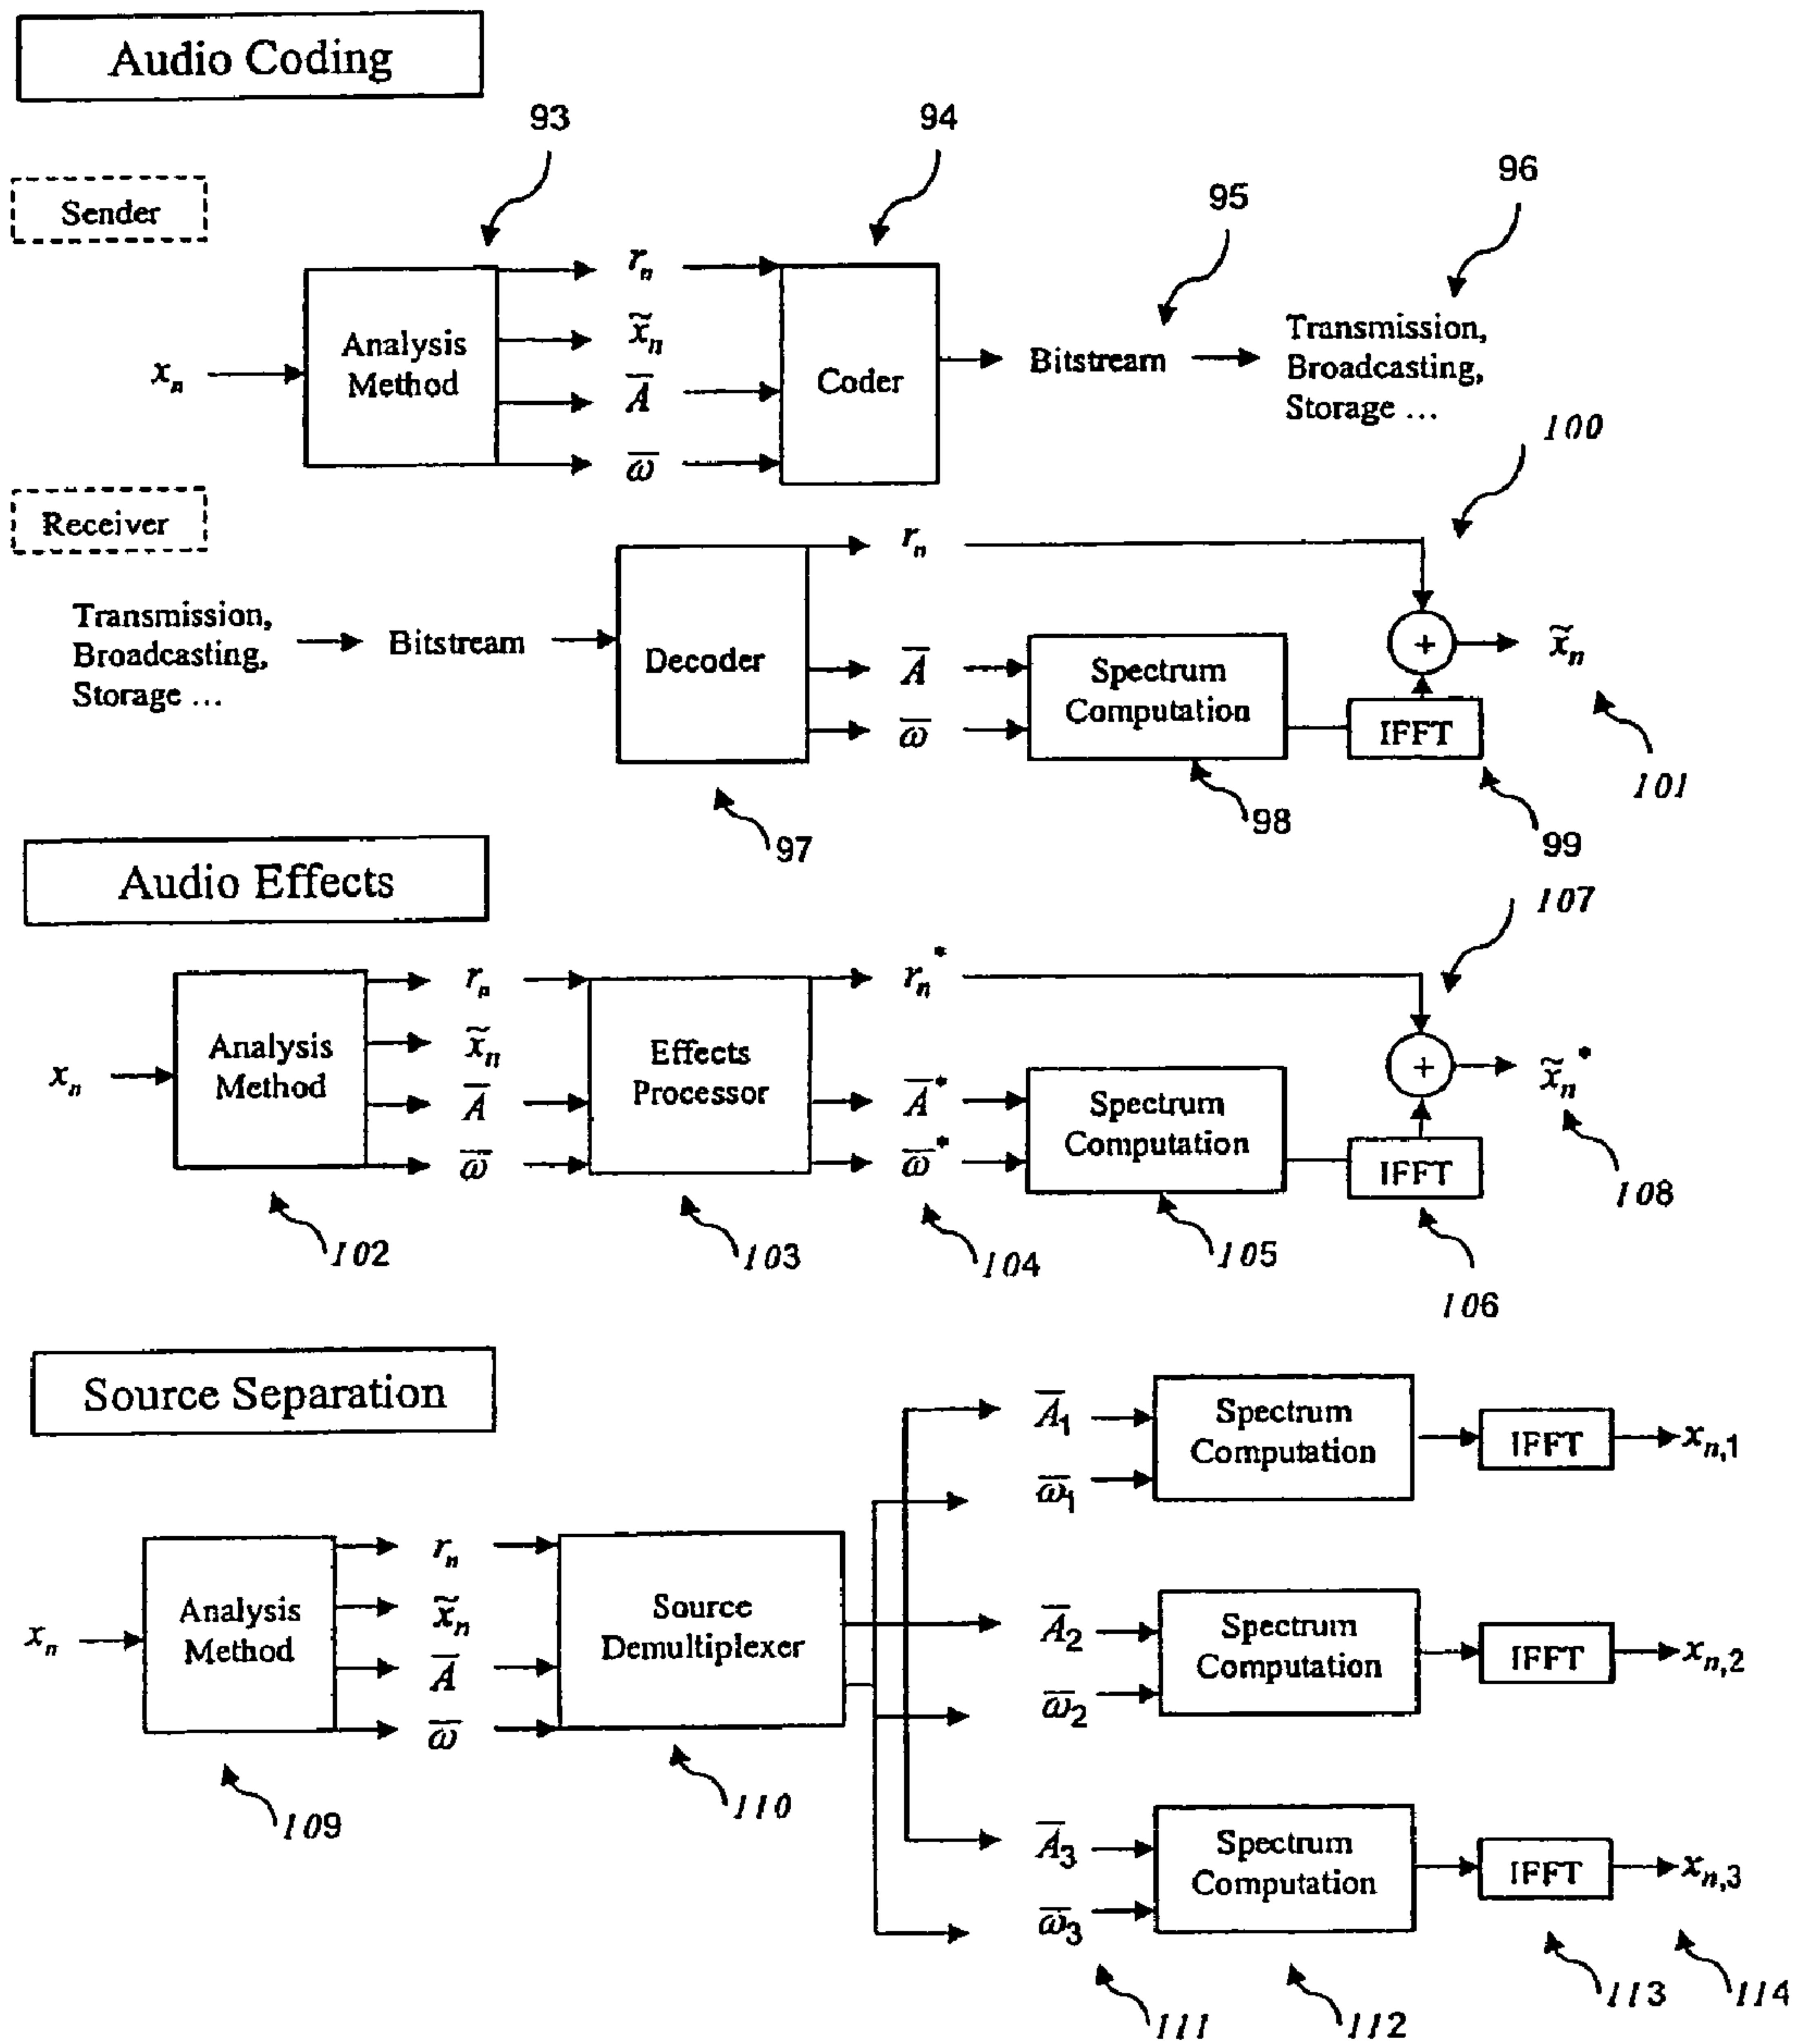 Audio Coding
93
94
95
96
Sender
xₙ
Analysis
Method
rₙ
x̃ₙ
A̅
ω̅
Coder
Bitstream
Transmission,
Broadcasting,
Storage ...
100
Receiver
Transmission,
Broadcasting,
Storage ...
Bitstream
Decoder
rₙ
A̅
ω̅
Spectrum
Computation
IFFT
+
x̃ₙ
97
98
99
101
Audio Effects
107
xₙ
Analysis
Method
rₙ
x̃ₙ
A̅
ω̅
Effects
Processor
rₙ*
A̅*
ω̅*
Spectrum
Computation
IFFT
+
x̃ₙ*
102
103
104
105
106
108
Source Separation
xₙ
Analysis
Method
rₙ
x̃ₙ
A̅
ω̅
Source
Demultiplexer
A̅₁
ω̅₁
Spectrum
Computation
IFFT
xₙ,₁
A̅₂
ω̅₂
Spectrum
Computation
IFFT
xₙ,₂
A̅₃
ω̅₃
Spectrum
Computation
IFFT
xₙ,₃
109
110
111
112
113
114